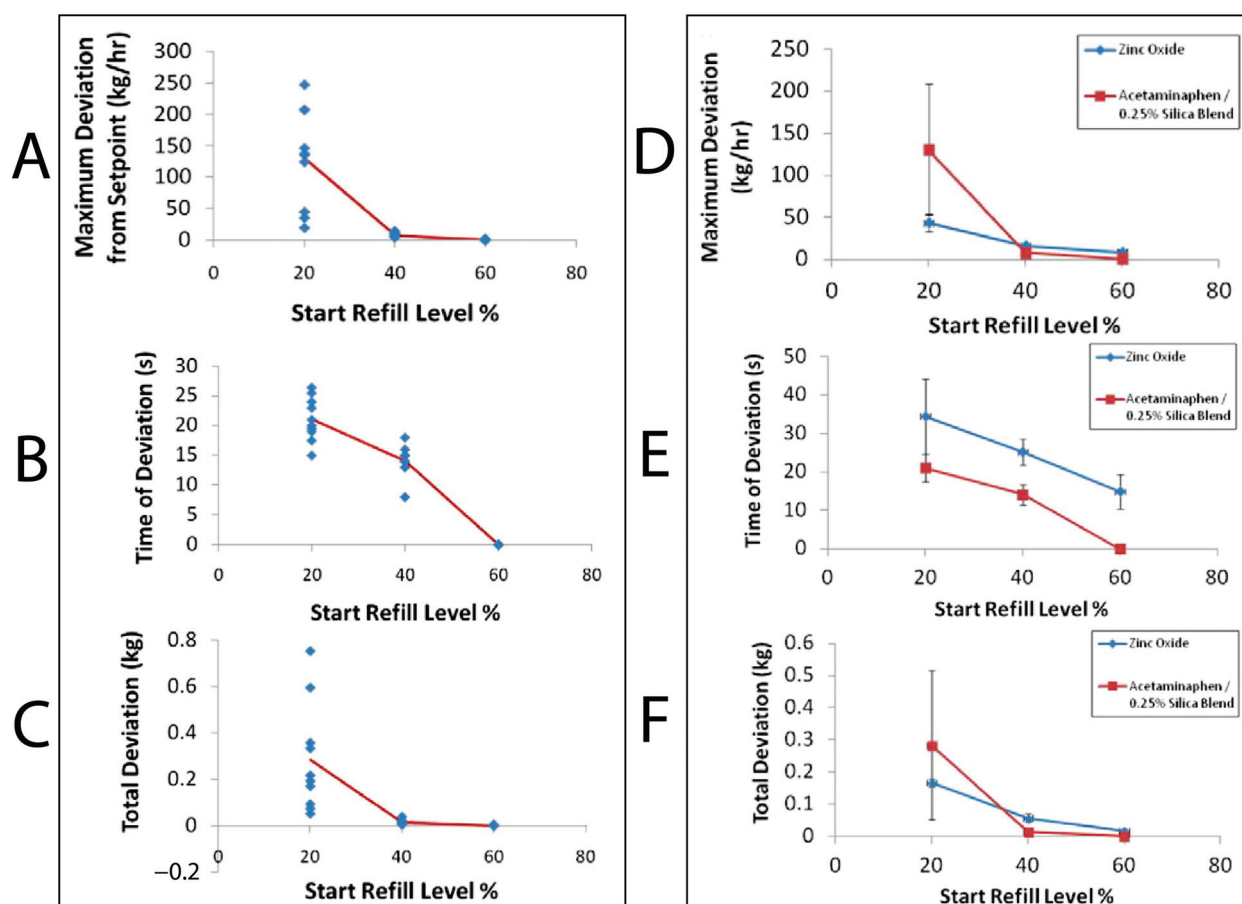 A
Maximum Deviation
from Setpoint (kg/hr)
300
250
200
150
100
50
0
0 20 40 60 80
Start Refill Level %
B
Time of Deviation (s)
30
25
20
15
10
5
0
0 20 40 60 80
Start Refill Level %
C
Total Deviation (kg)
0.8
0.6
0.4
0.2
0
−0.2
0 20 40 60 80
Start Refill Level %
D
Maximum Deviation
(kg/hr)
250
200
150
100
50
0
0 20 40 60 80
Start Refill Level %
Zinc Oxide
Acetaminaphen /
0.25% Silica Blend
E
Time of Deviation (s)
50
40
30
20
10
0
0 20 40 60 80
Start Refill Level %
Zinc Oxide
Acetaminaphen /
0.25% Silica Blend
F
Total Deviation (kg)
0.6
0.5
0.4
0.3
0.2
0.1
0
0 20 40 60 80
Start Refill Level %
Zinc Oxide
Acetaminaphen /
0.25% Silica Blend